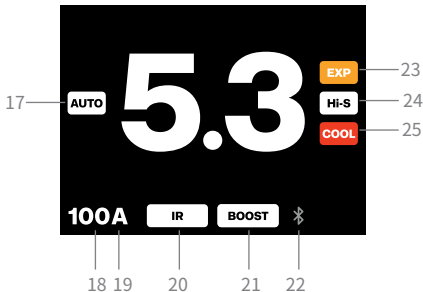 5.3
EXP
23
17
AUTO
Hi-S
24
COOL
25
100A
IR
BOOST
18 19 20 21 22